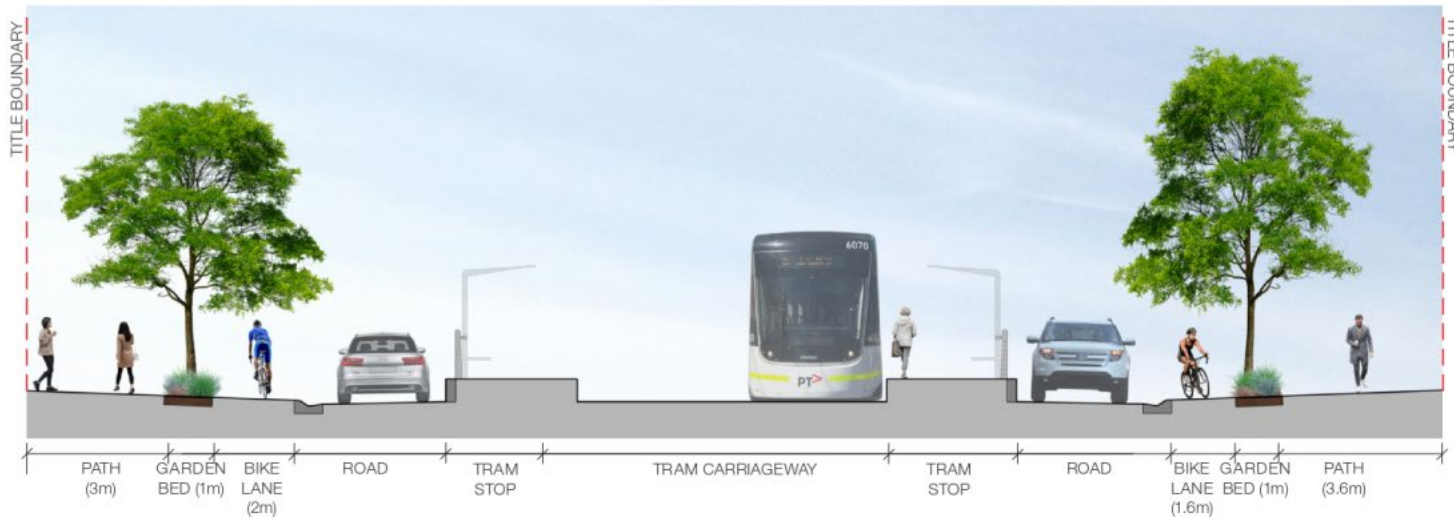 TITLE BOUNDARY
TITLE BOUNDARY
6070
PT>
PATH
(3m)
GARDEN
BED (1m)
BIKE
LANE
(2m)
ROAD
TRAM
STOP
TRAM CARRIAGEWAY
TRAM
STOP
ROAD
BIKE
LANE
(1.6m)
GARDEN
BED (1m)
PATH
(3.6m)